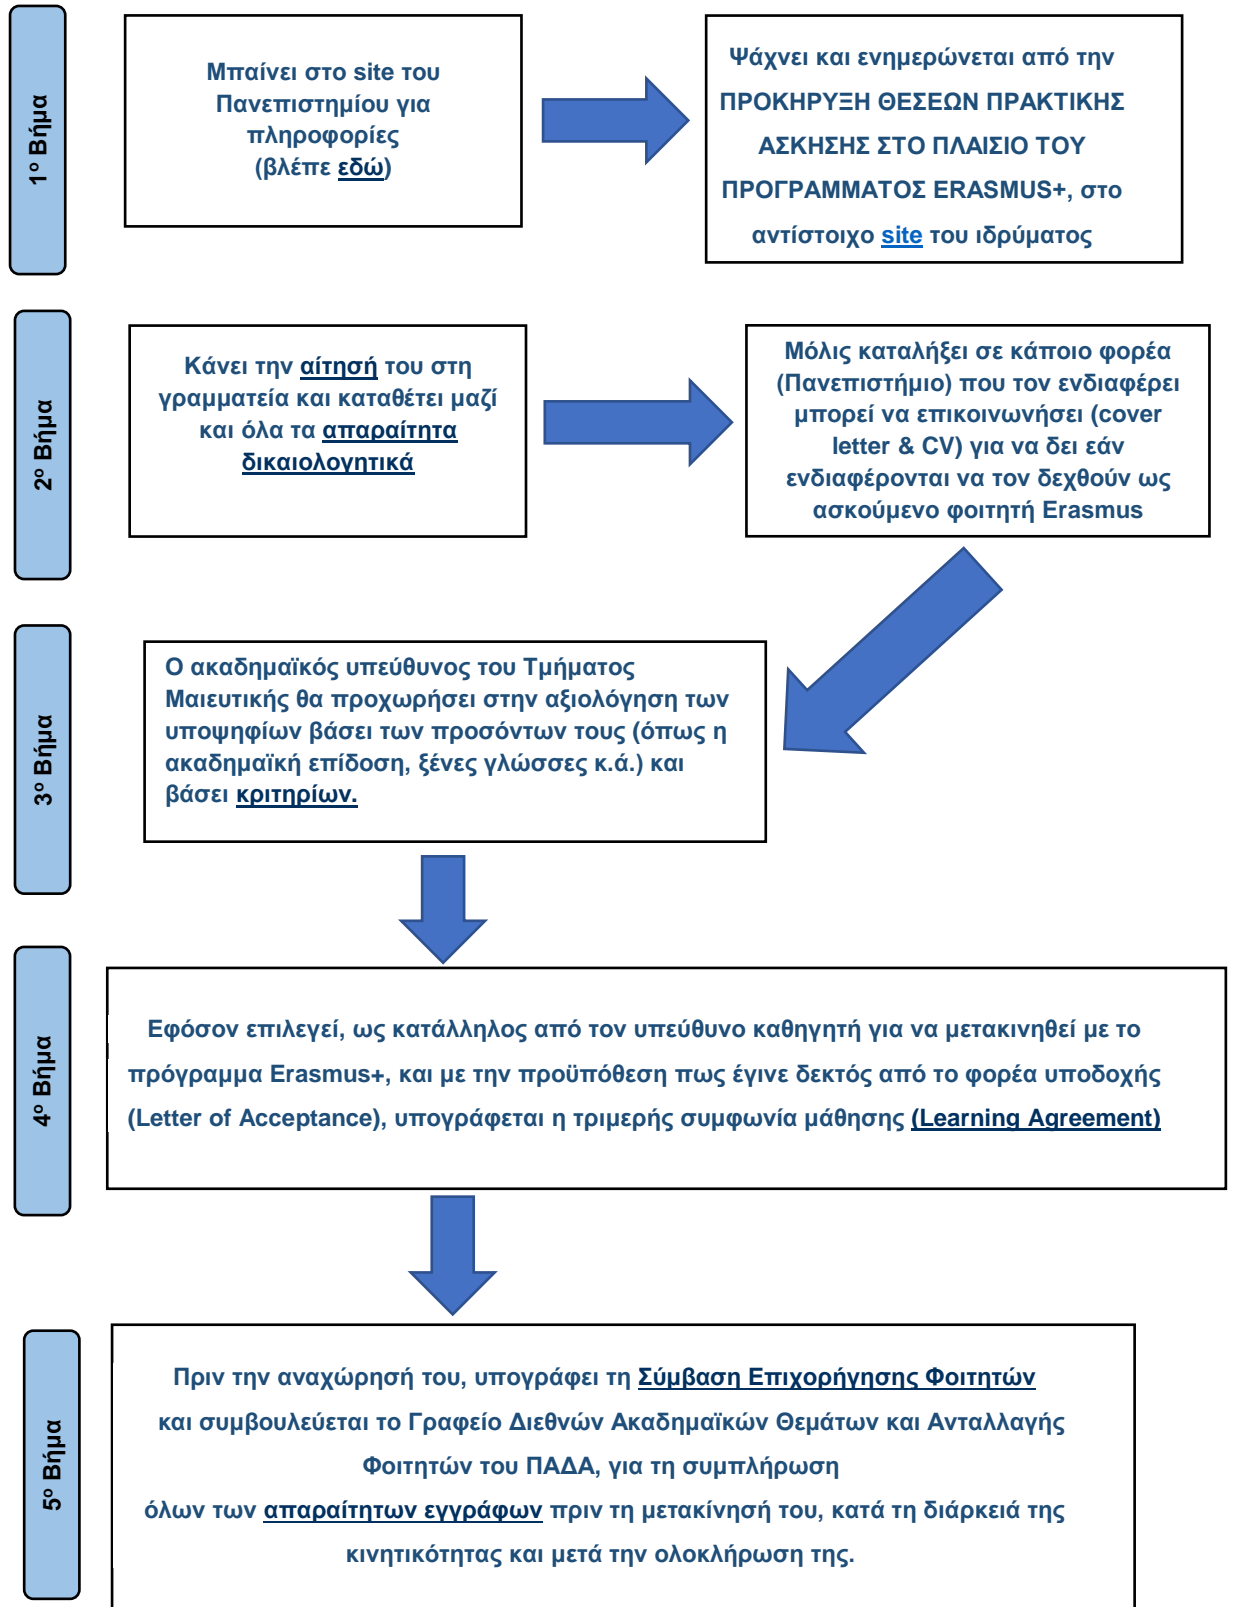 1º Βήμα
Μπαίνει στο site του
Πανεπιστημίου για
πληροφορίες
(βλέπε εδώ)
Ψάχνει και ενημερώνεται από την
ΠΡΟΚΗΡΥΞΗ ΘΕΣΕΩΝ ΠΡΑΚΤΙΚΗΣ
ΑΣΚΗΣΗΣ ΣΤΟ ΠΛΑΙΣΙΟ ΤΟΥ
ΠΡΟΓΡΑΜΜΑΤΟΣ ERASMUS+, στο
αντίστοιχο site του ιδρύματος
2º Βήμα
Κάνει την αίτησή του στη
γραμματεία και καταθέτει μαζί
και όλα τα απαραίτητα
δικαιολογητικά
Μόλις καταλήξει σε κάποιο φορέα
(Πανεπιστήμιο) που τον ενδιαφέρει
μπορεί να επικοινωνήσει (cover
letter & CV) για να δει εάν
ενδιαφέρονται να τον δεχθούν ως
ασκούμενο φοιτητή Erasmus
3º Βήμα
Ο ακαδημαϊκός υπεύθυνος του Τμήματος
Μαιευτικής θα προχωρήσει στην αξιολόγηση των
υποψηφίων βάσει των προσόντων τους (όπως η
ακαδημαϊκή επίδοση, ξένες γλώσσες κ.ά.) και
βάσει κριτηρίων.
4º Βήμα
Εφόσον επιλεγεί, ως κατάλληλος από τον υπεύθυνο καθηγητή για να μετακινηθεί με το
πρόγραμμα Erasmus+, και με την προϋπόθεση πως έγινε δεκτός από το φορέα υποδοχής
(Letter of Acceptance), υπογράφεται η τριμερής συμφωνία μάθησης (Learning Agreement)
5º Βήμα
Πριν την αναχώρησή του, υπογράφει τη Σύμβαση Επιχορήγησης Φοιτητών
και συμβουλεύεται το Γραφείο Διεθνών Ακαδημαϊκών Θεμάτων και Ανταλλαγής
Φοιτητών του ΠΑΔΑ, για τη συμπλήρωση
όλων των απαραίτητων εγγράφων πριν τη μετακίνησή του, κατά τη διάρκειά της
κινητικότητας και μετά την ολοκλήρωση της.